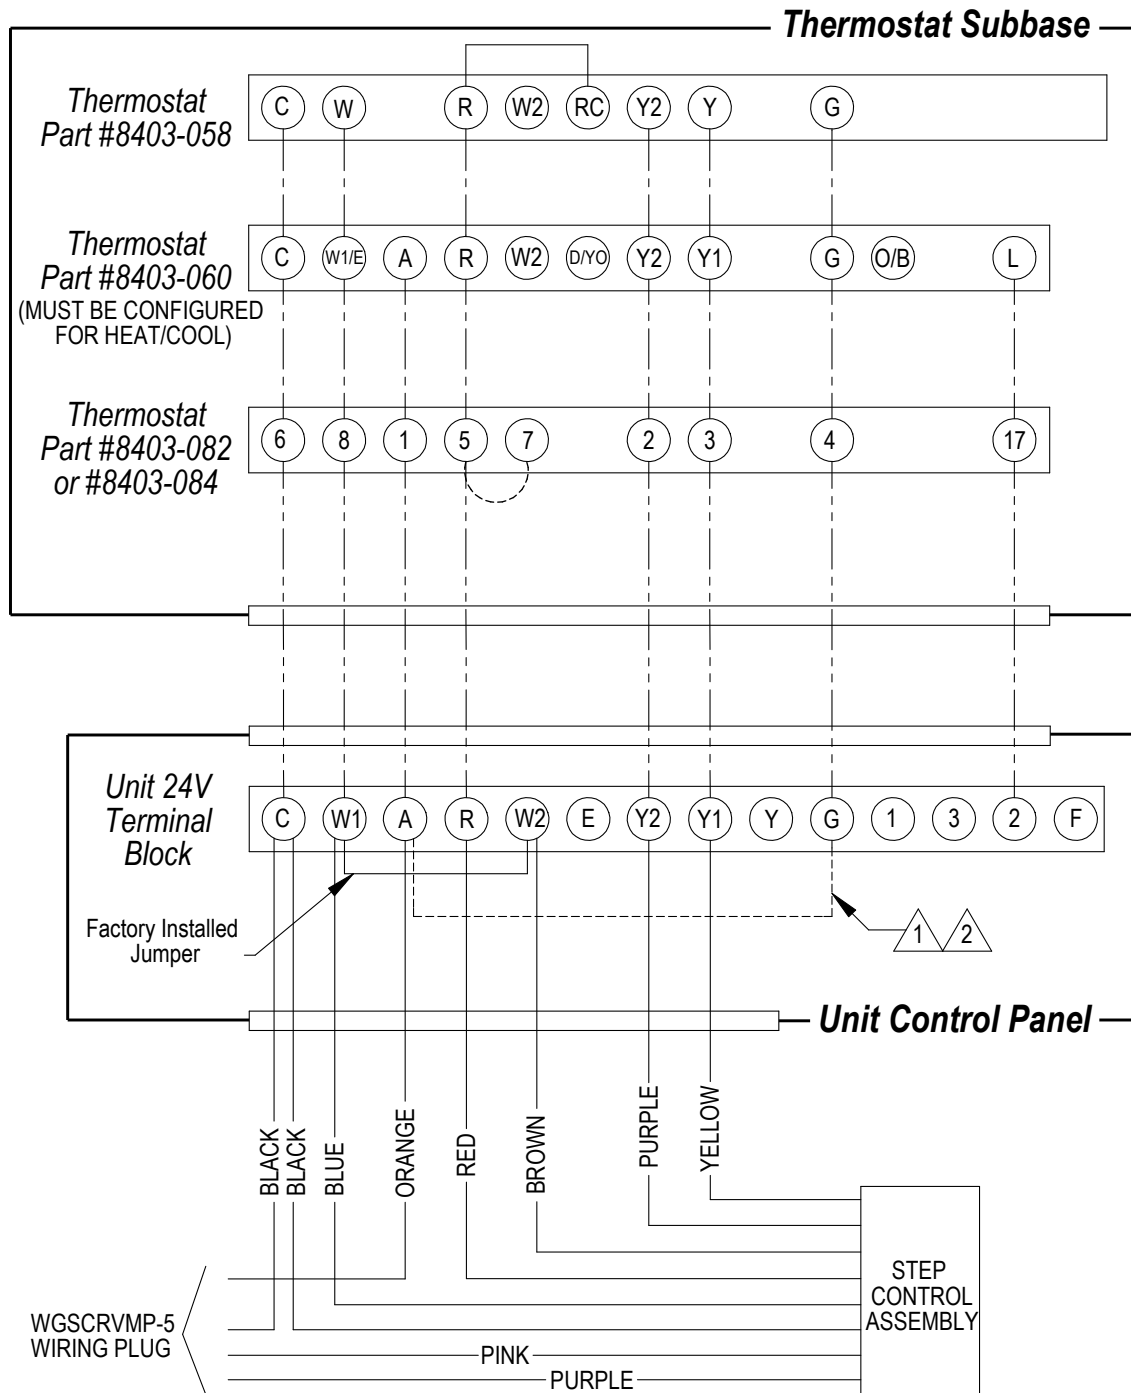 Thermostat Subbase
Thermostat
Part #8403-058
C W R W2 RC Y2 Y G
Thermostat
Part #8403-060
(MUST BE CONFIGURED
FOR HEAT/COOL)
C W1/E A R W2 D/YO Y2 Y1 G O/B L
Thermostat
Part #8403-082
or #8403-084
6 8 1 5 7 2 3 4 17
Unit 24V
Terminal
Block
C W1 A R W2 E Y2 Y1 Y G 1 3 2 F
Factory Installed
Jumper
1 2
Unit Control Panel
BLACK
BLACK
BLUE
ORANGE
RED
BROWN
PURPLE
YELLOW
STEP
CONTROL
ASSEMBLY
WGSCRVMP-5
WIRING PLUG
PINK
PURPLE